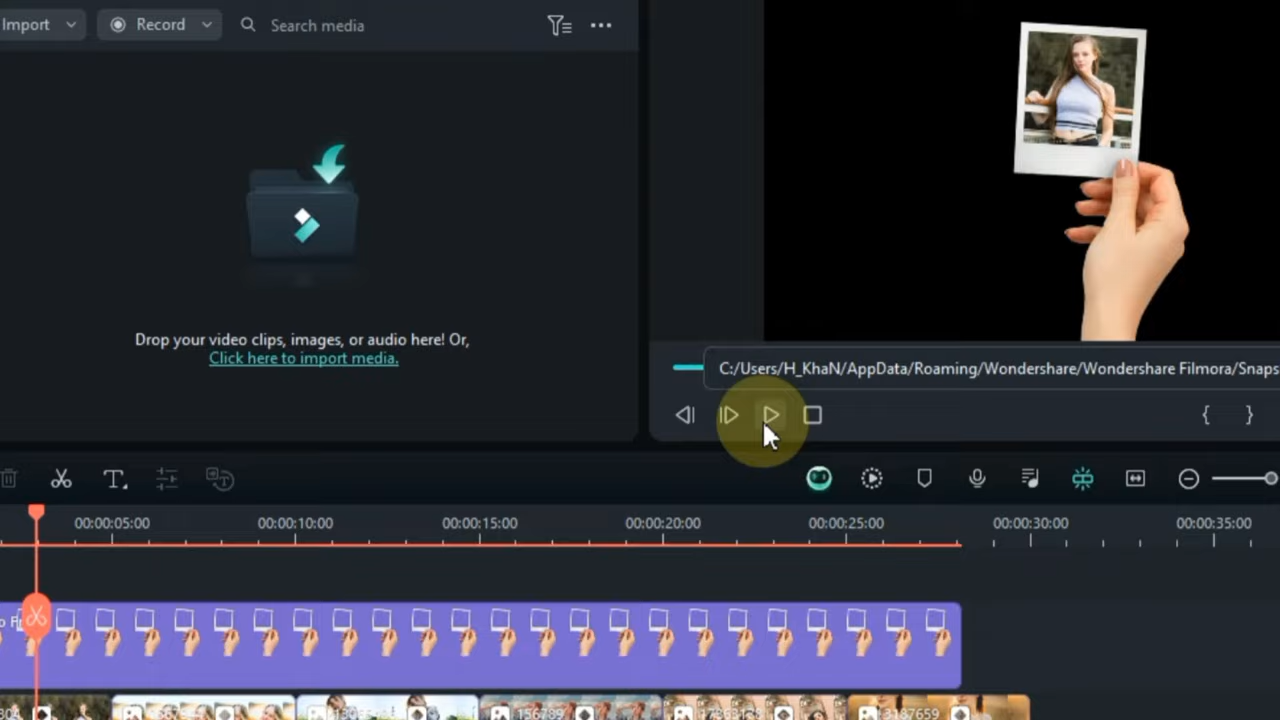 Import
Record
Search media
Drop your video clips, images, or audio here! Or,
Click here to import media.
C:/Users/H_KhaN/AppData/Roaming/Wondershare/Wondershare Filmora/Snaps
00:00:05:00
00:00:10:00
00:00:15:00
00:00:20:00
00:00:25:00
00:00:30:00
00:00:35:00
156789
3187659